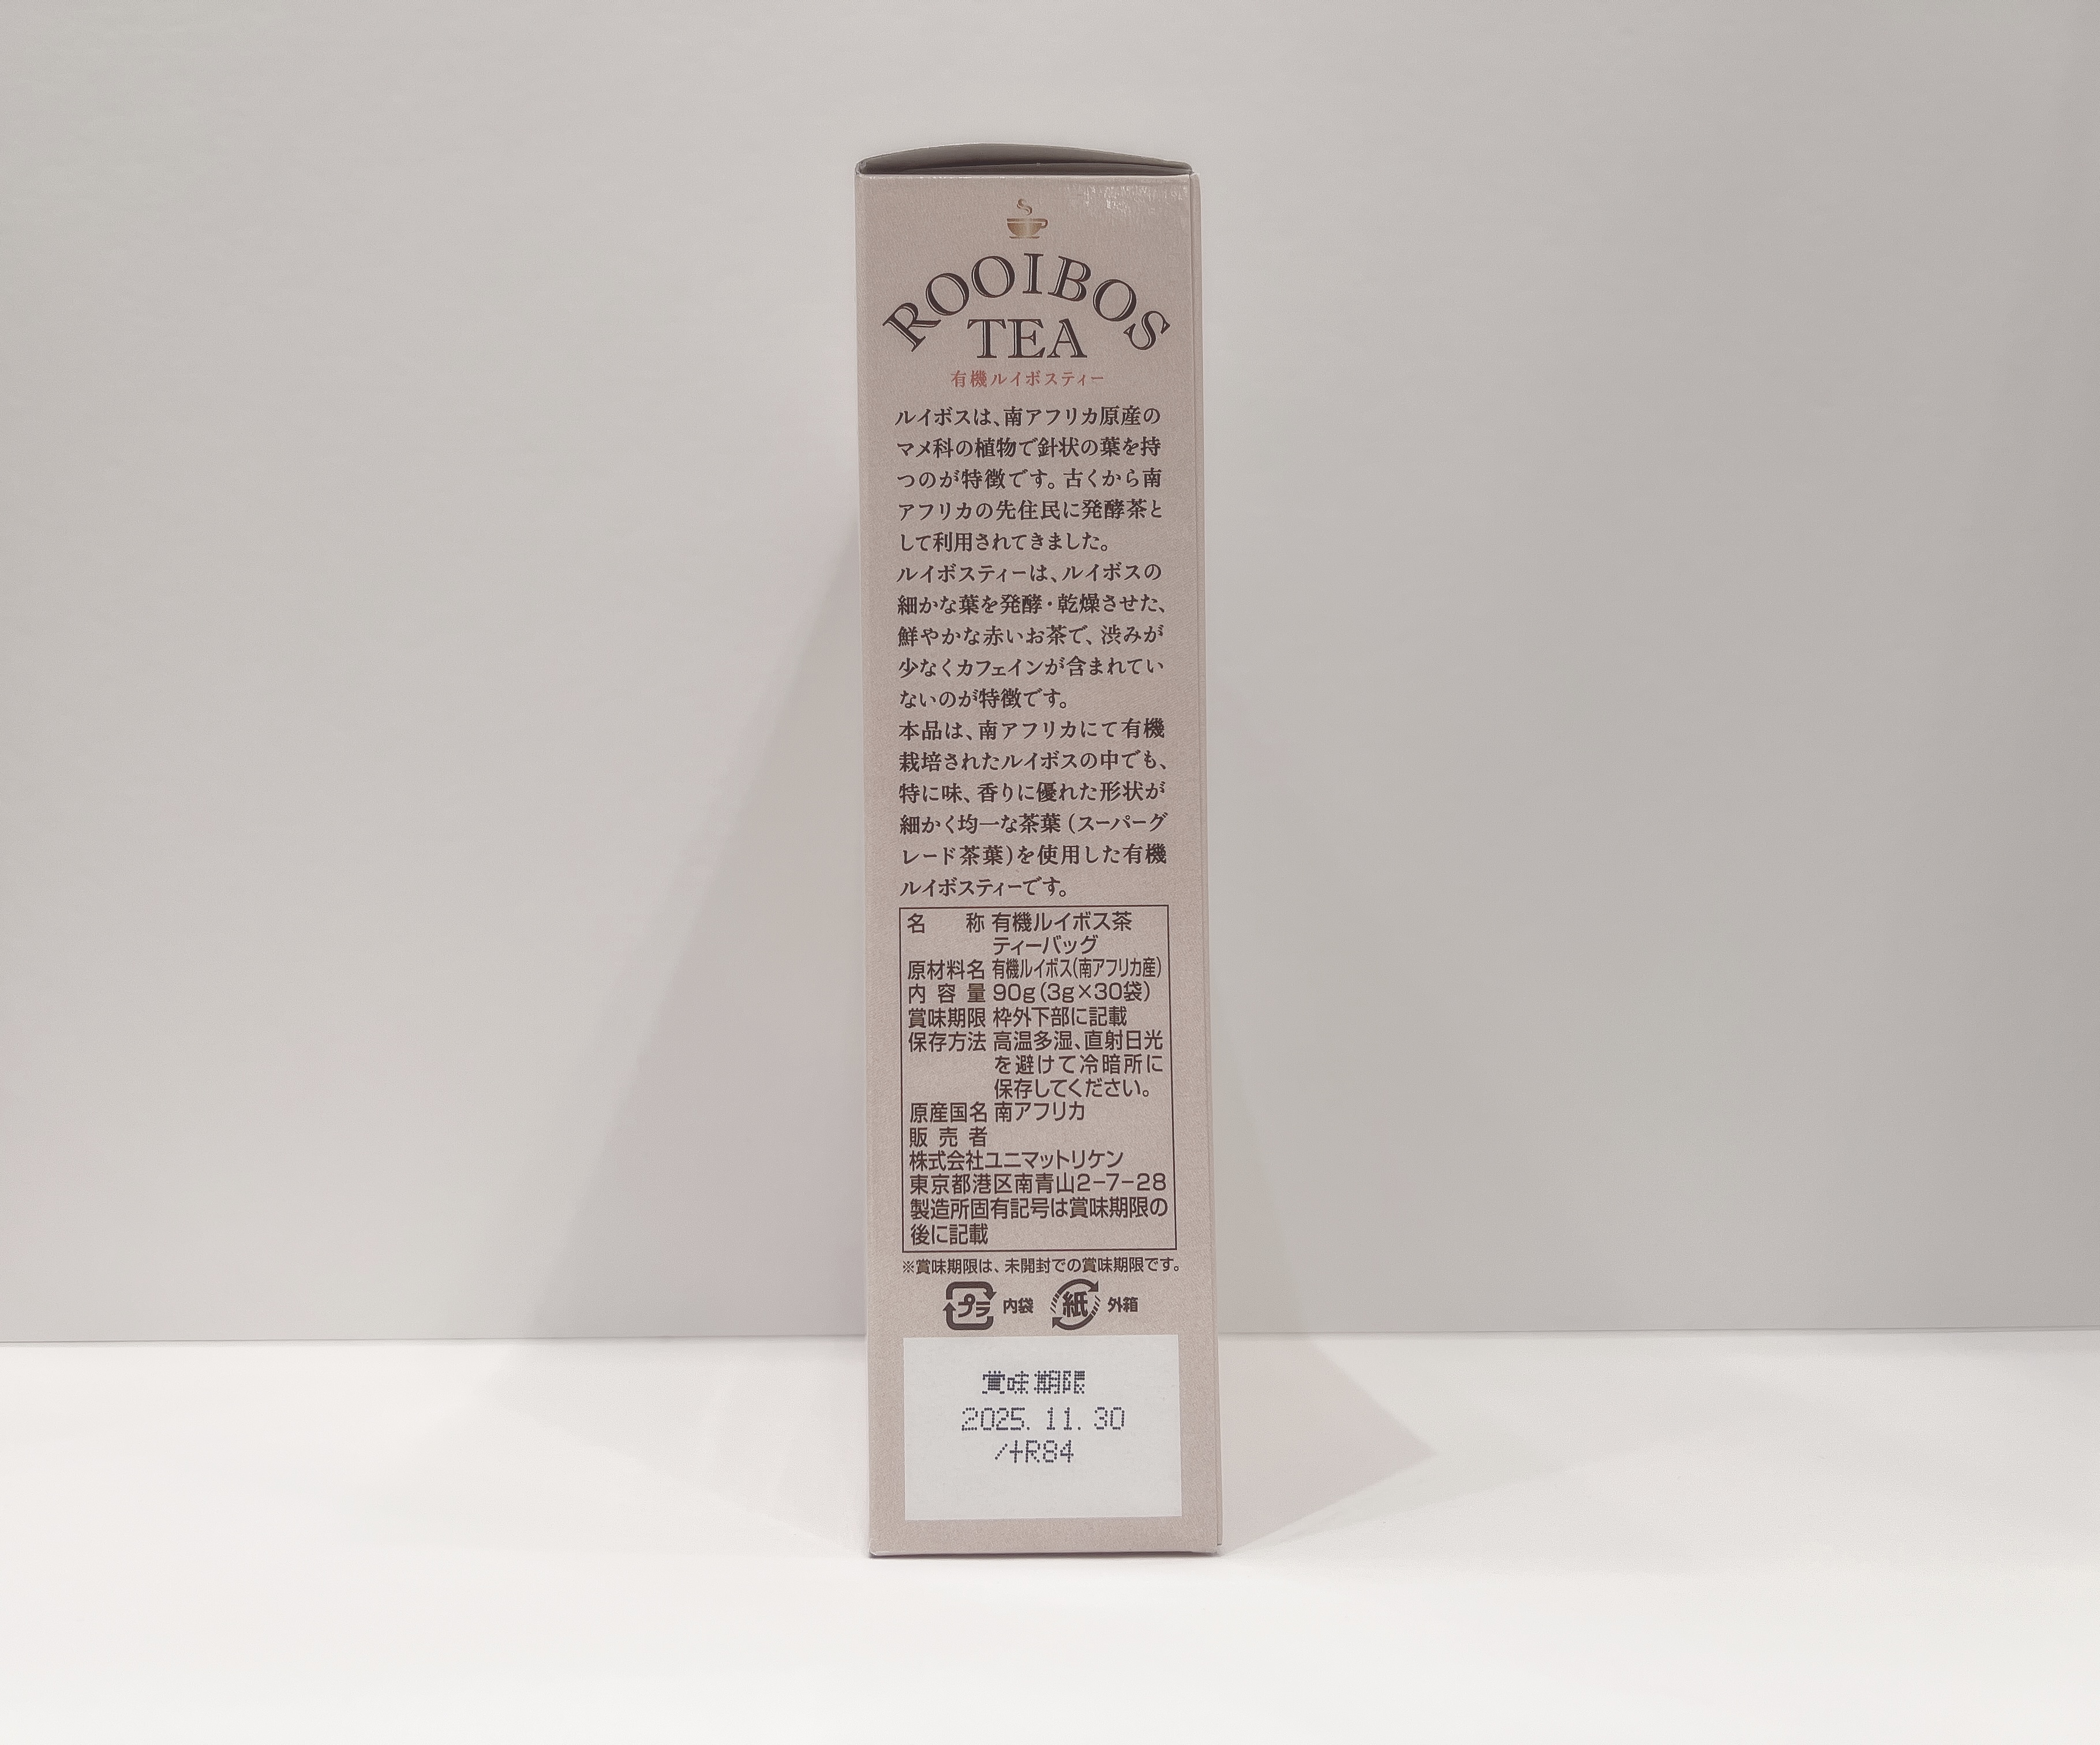 ROOIBOS
TEA
有機ルイボスティー
ルイボスは、南アフリカ原産の
マメ科の植物で針状の葉を持
つのが特徴です。古くから南
アフリカの先住民に発酵茶と
して利用されてきました。
ルイボスティーは、ルイボスの
細かな葉を発酵・乾燥させた、
鮮やかな赤いお茶で、渋みが
少なくカフェインが含まれてい
ないのが特徴です。
本品は、南アフリカにて有機
栽培されたルイボスの中でも、
特に味、香りに優れた形状が
細かく均一な茶葉(スーパーグ
レード茶葉)を使用した有機
ルイボスティーです。
名称 有機ルイボス茶
ティーバッグ
原材料名 有機ルイボス(南アフリカ産)
内容量 90g(3g×30袋)
賞味期限 枠外下部に記載
保存方法 高温多湿、直射日光
を避けて冷暗所に
保存してください。
原産国名 南アフリカ
販売者
株式会社ユニマットリケン
東京都港区南青山2-7-28
製造所固有記号は賞味期限の
後に記載
※賞味期限は、未開封での賞味期限です。
プラ 内袋 紙 外箱
賞味期限
2025.11.30
/+R84